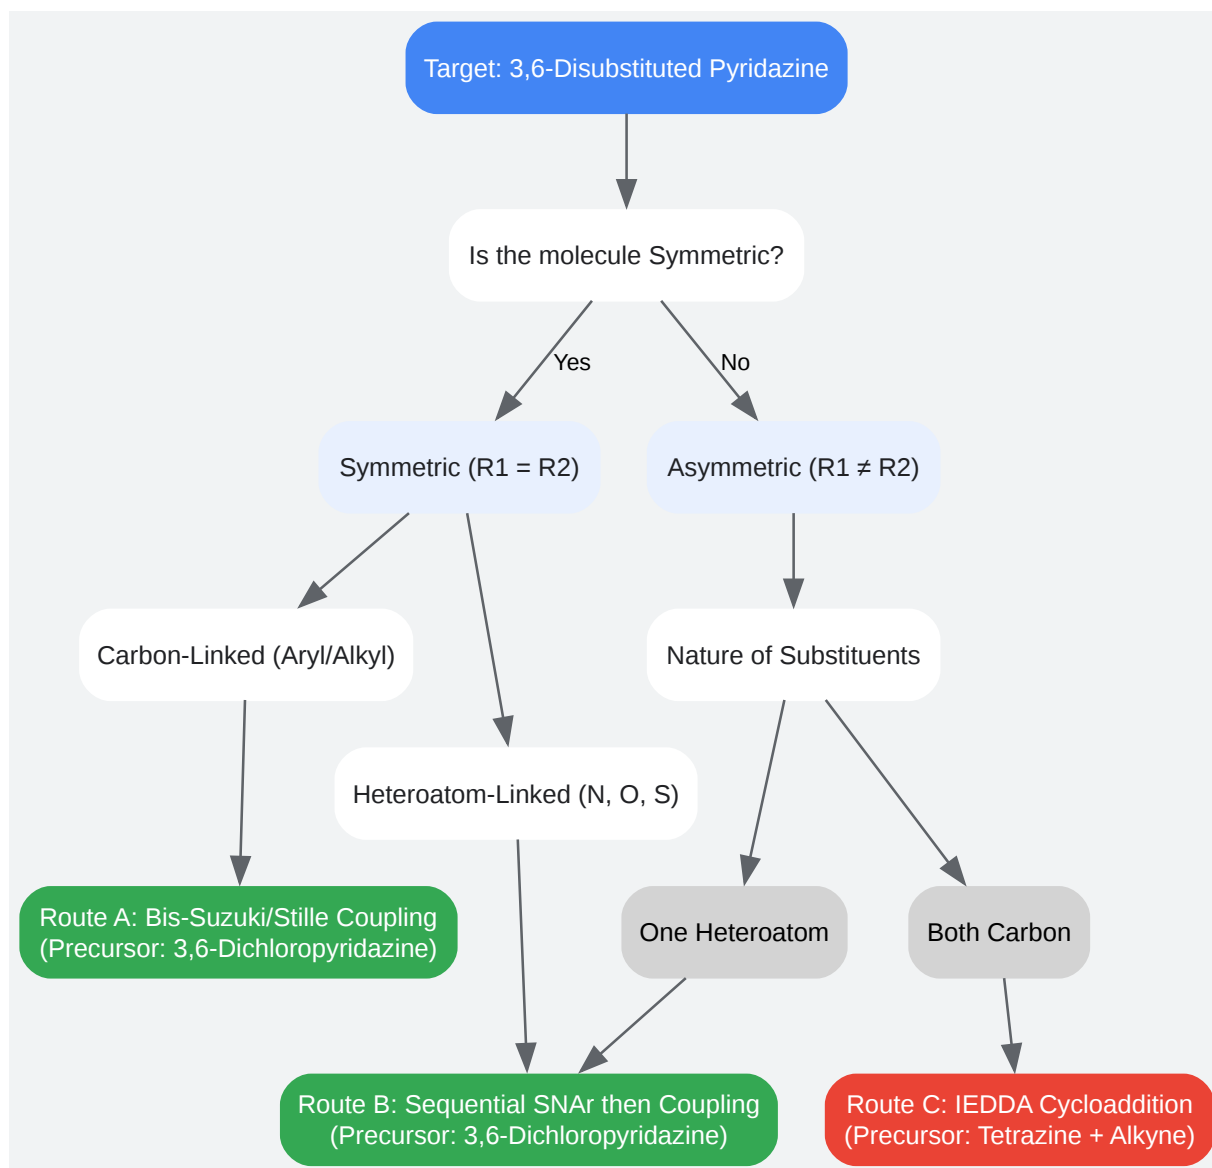 Target: 3,6-Disubstituted Pyridazine
Is the molecule Symmetric?
Yes
No
Symmetric (R1 = R2)
Asymmetric (R1 ≠ R2)
Carbon-Linked (Aryl/Alkyl)
Nature of Substituents
Heteroatom-Linked (N, O, S)
Route A: Bis-Suzuki/Stille Coupling
(Precursor: 3,6-Dichloropyridazine)
One Heteroatom
Both Carbon
Route B: Sequential SNAr then Coupling
(Precursor: 3,6-Dichloropyridazine)
Route C: IEDDA Cycloaddition
(Precursor: Tetrazine + Alkyne)